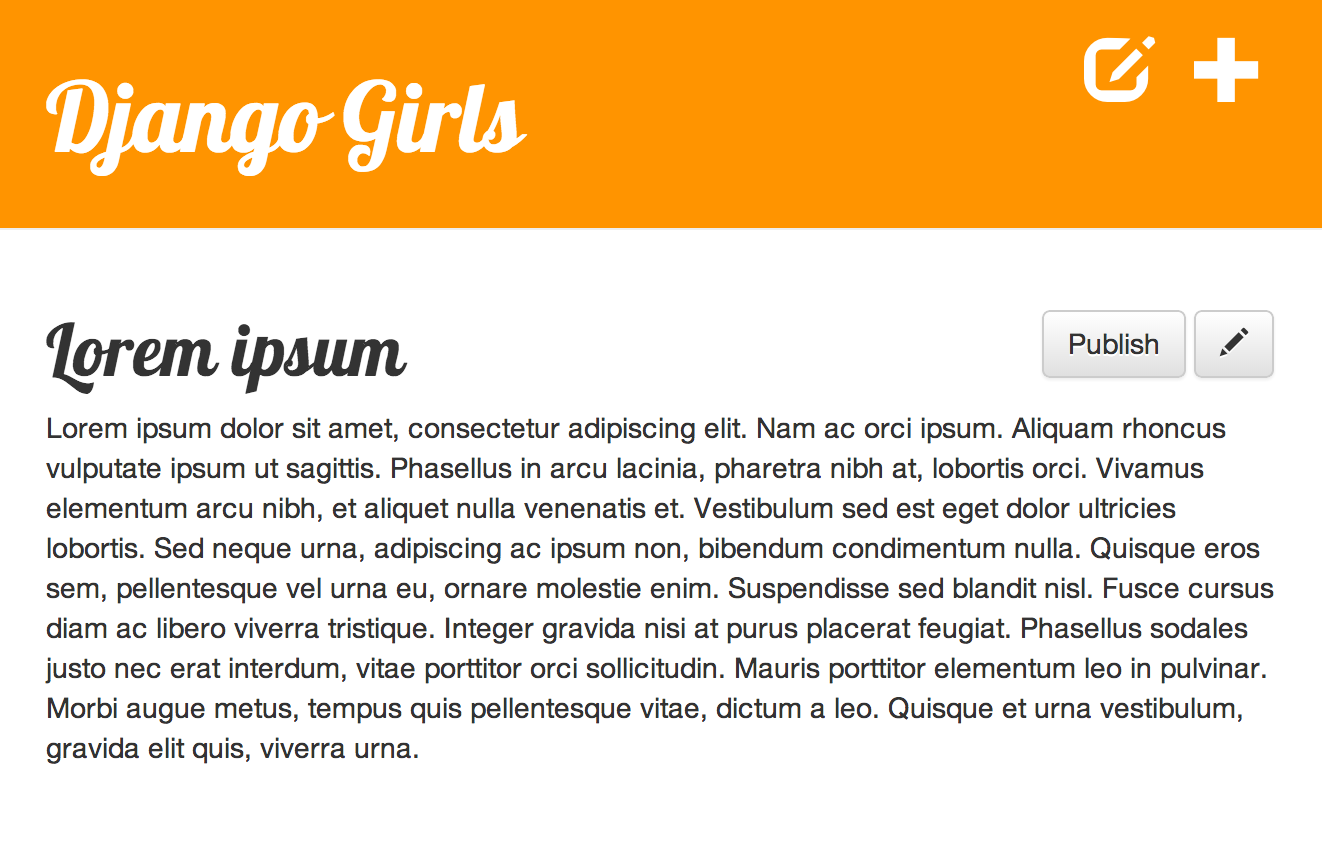 Django Girls
Lorem ipsum
Publish
Lorem ipsum dolor sit amet, consectetur adipiscing elit. Nam ac orci ipsum. Aliquam rhoncus
vulputate ipsum ut sagittis. Phasellus in arcu lacinia, pharetra nibh at, lobortis orci. Vivamus
elementum arcu nibh, et aliquet nulla venenatis et. Vestibulum sed est eget dolor ultricies
lobortis. Sed neque urna, adipiscing ac ipsum non, bibendum condimentum nulla. Quisque eros
sem, pellentesque vel urna eu, ornare molestie enim. Suspendisse sed blandit nisl. Fusce cursus
diam ac libero viverra tristique. Integer gravida nisi at purus placerat feugiat. Phasellus sodales
justo nec erat interdum, vitae porttitor orci sollicitudin. Mauris porttitor elementum leo in pulvinar.
Morbi augue metus, tempus quis pellentesque vitae, dictum a leo. Quisque et urna vestibulum,
gravida elit quis, viverra urna.